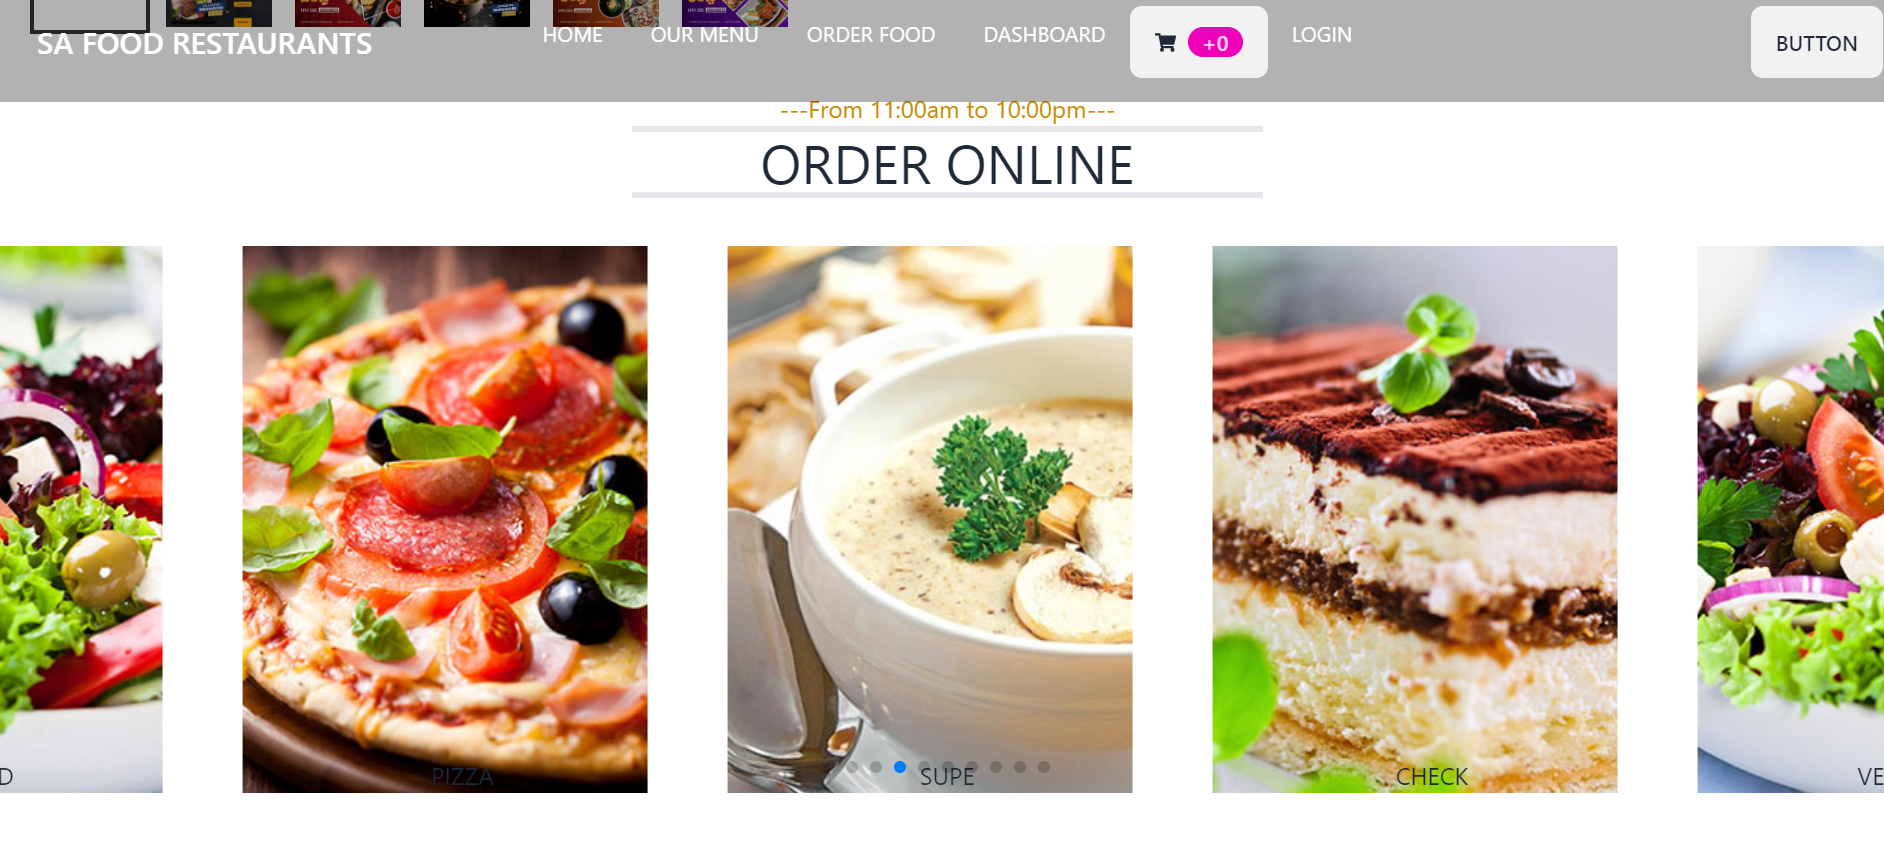 SA FOOD RESTAURANTS
HOME OUR MENU ORDER FOOD DASHBOARD +0 LOGIN BUTTON
---From 11:00am to 10:00pm---
ORDER ONLINE
D PIZZA SUPE CHECK VE